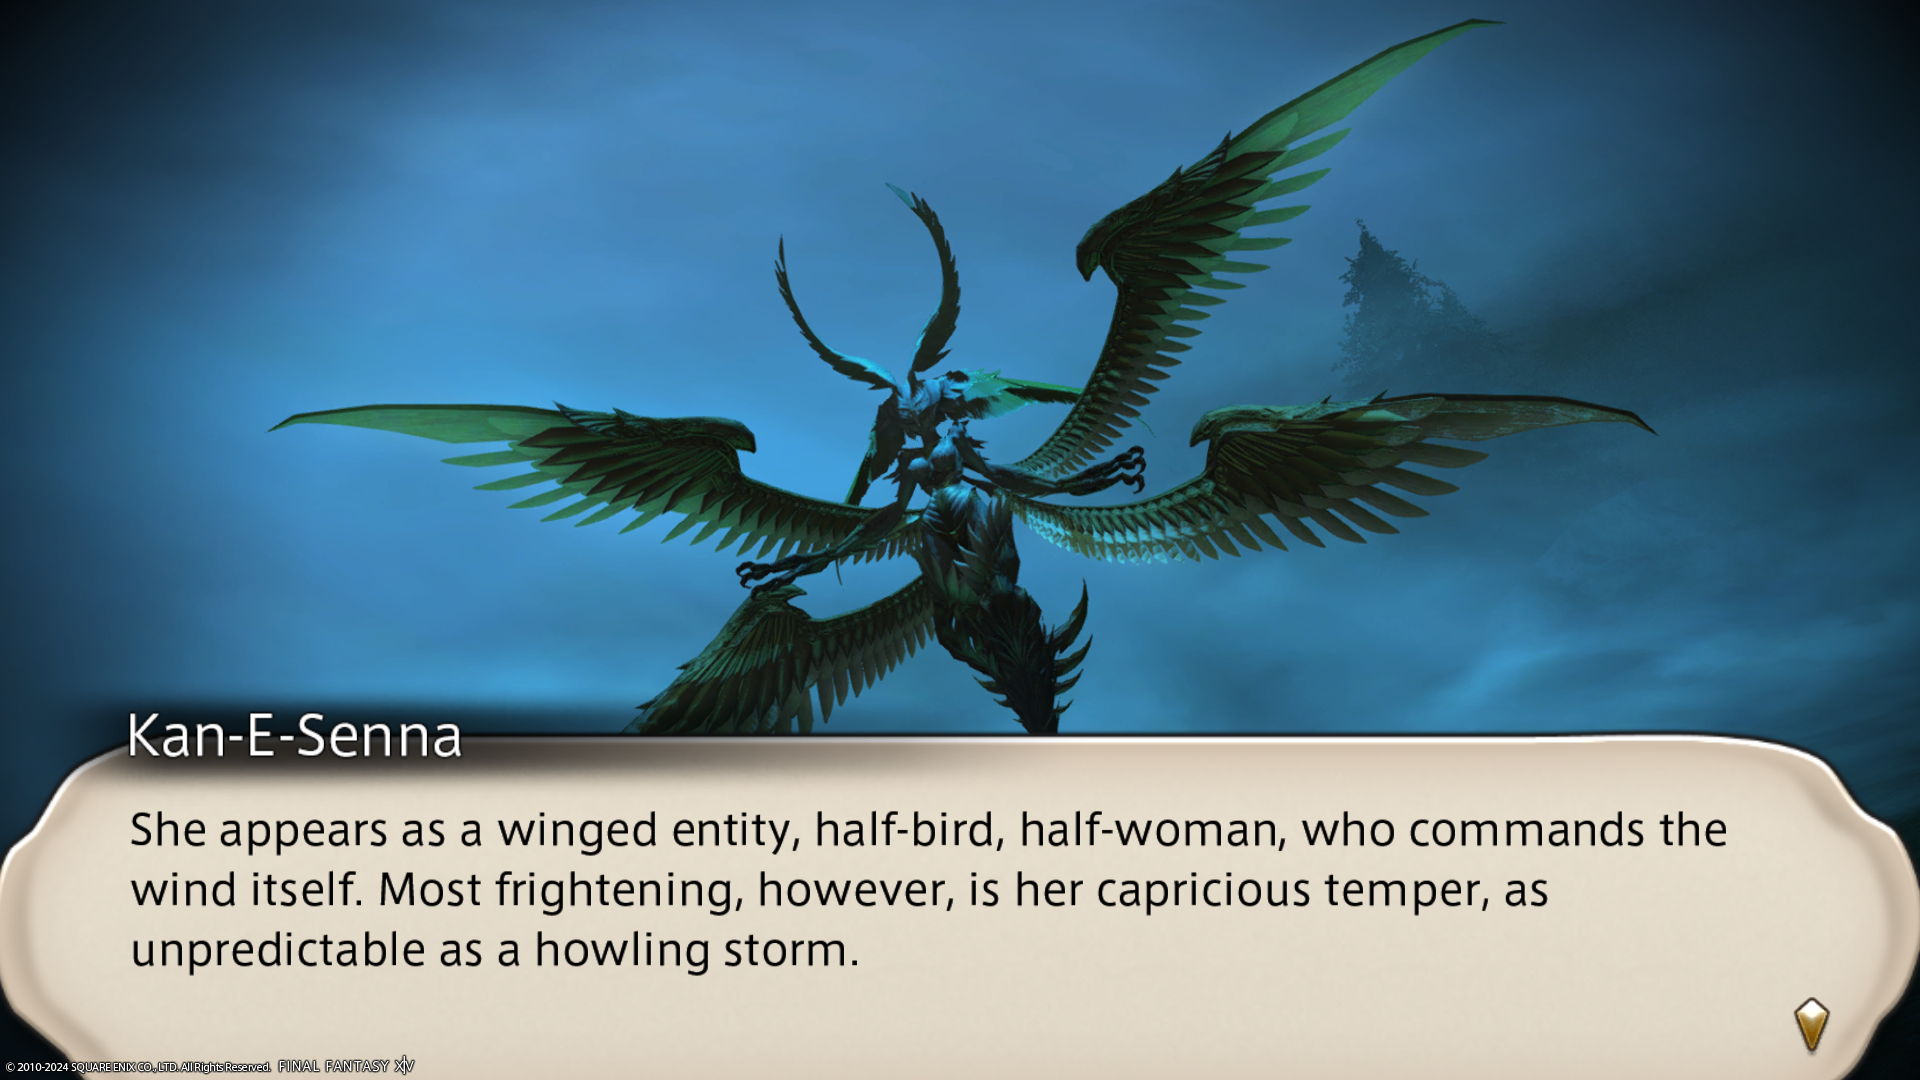 Kan-E-Senna
She appears as a winged entity, half-bird, half-woman, who commands the
wind itself. Most frightening, however, is her capricious temper, as
unpredictable as a howling storm.
© 2010-2024 SQUARE ENIX CO., LTD. All Rights Reserved. FINAL FANTASY XIV